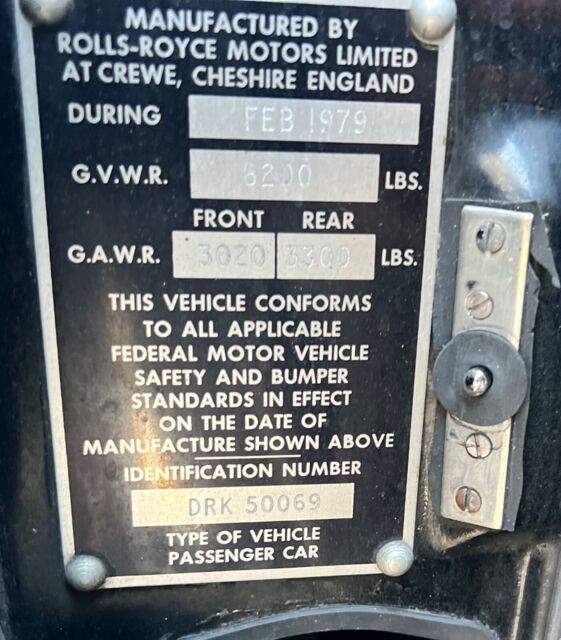 MANUFACTURED BY
ROLLS-ROYCE MOTORS LIMITED
AT CREWE, CHESHIRE ENGLAND
DURING FEB 1979
G.V.W.R. 6200 LBS.
FRONT REAR
G.A.W.R. 3020 3300 LBS.
THIS VEHICLE CONFORMS
TO ALL APPLICABLE
FEDERAL MOTOR VEHICLE
SAFETY AND BUMPER
STANDARDS IN EFFECT
ON THE DATE OF
MANUFACTURE SHOWN ABOVE
IDENTIFICATION NUMBER
DRK 50069
TYPE OF VEHICLE
PASSENGER CAR